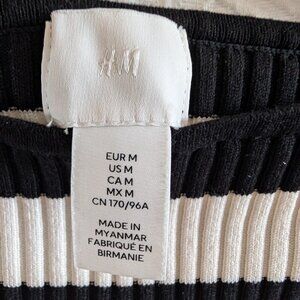 H&M
EUR M
US M
CA M
MX M
CN 170/96A
MADE IN
MYANMAR
FABRIQUÉ EN
BIRMANIE